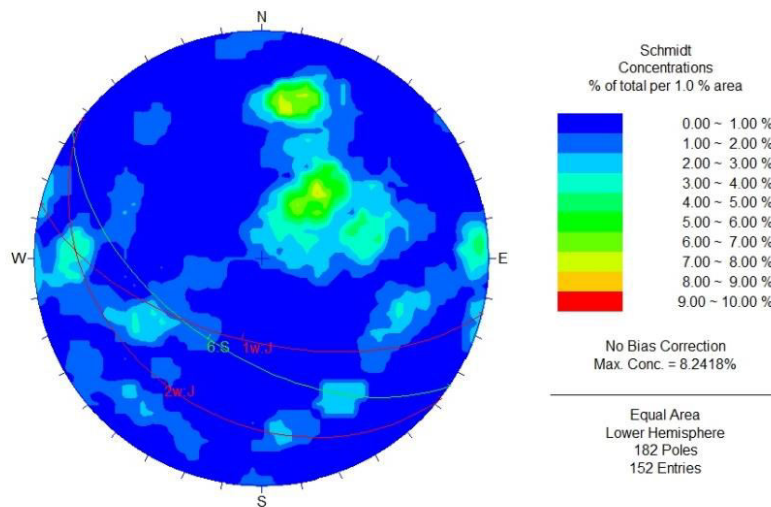 N
W
E
S
6:S
1w:J
2w:J
Schmidt
Concentrations
% of total per 1.0 % area
0.00 ~ 1.00 %
1.00 ~ 2.00 %
2.00 ~ 3.00 %
3.00 ~ 4.00 %
4.00 ~ 5.00 %
5.00 ~ 6.00 %
6.00 ~ 7.00 %
7.00 ~ 8.00 %
8.00 ~ 9.00 %
9.00 ~ 10.00 %
No Bias Correction
Max. Conc. = 8.2418%
Equal Area
Lower Hemisphere
182 Poles
152 Entries